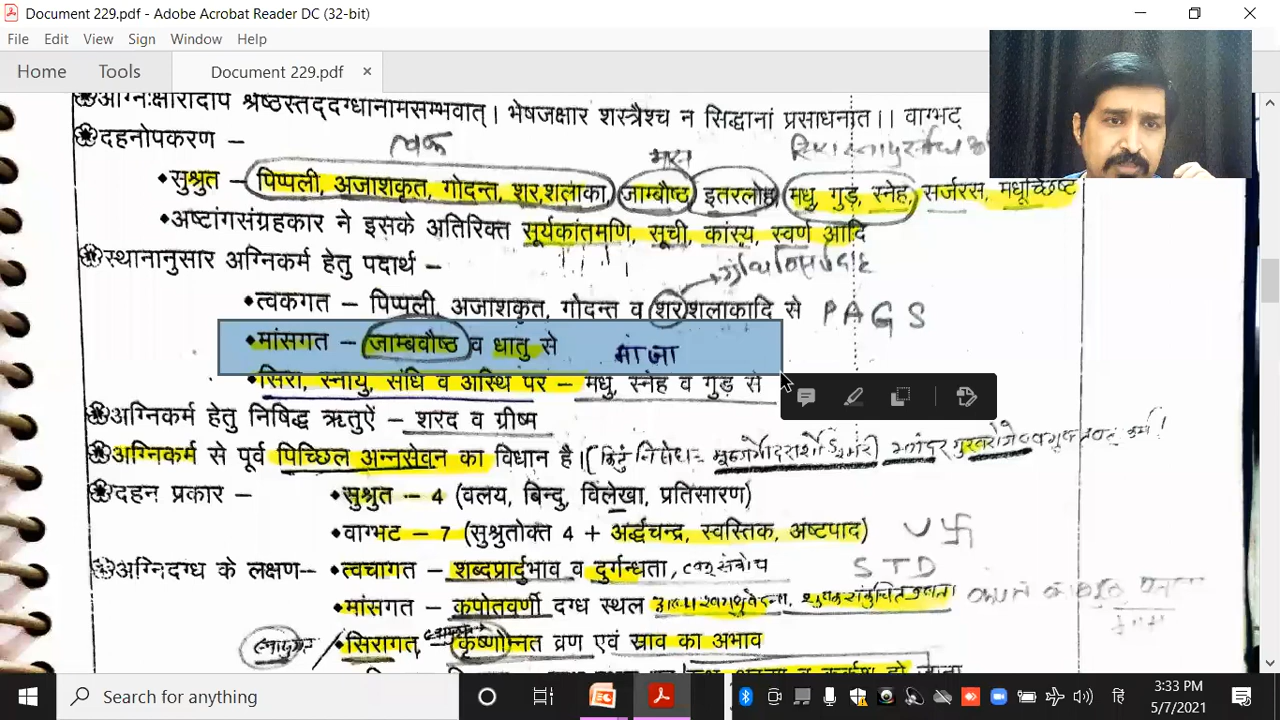 Document 229.pdf - Adobe Acrobat Reader DC (32-bit)
File Edit View Sign Window Help
Home Tools Document 229.pdf ×
श्रेष्ठस्तद्दग्धानामसम्भवात्। भेषजक्षार शस्त्रैश्च न सिद्धानां प्रसाधनात।। वाग्भट्
दहनोपकरण –
त्वक मांस
•सुश्रुत – पिप्पली, अजाशकृत, गोदन्त, शर,शलाका, जाम्बौष्ठ इतरलोह, मधु, गुड़, स्नेह, सर्जरस, मधूच्छिष्ट
•अष्टांगसंग्रहकार ने इसके अतिरिक्त सूर्यकांतमणि, सूची, कांस्य, स्वर्ण आदि
स्थानानुसार अग्निकर्म हेतु पदार्थ –
•त्वकगत – पिप्पली, अजाशकृत, गोदन्त व शरशलाकादि से PAGS
•मांसगत – जाम्बवौष्ठ व धातु से मांजा
•सिरा, स्नायु, संधि व अस्थि पर – मधु, स्नेह व गुड़ से
अग्निकर्म हेतु निषिद्ध ऋतुऐं – शरद व ग्रीष्म
अग्निकर्म से पूर्व पिच्छिल अन्नसेवन का विधान है।
दहन प्रकार – •सुश्रुत – 4 (वलय, बिन्दु, विलेखा, प्रतिसारण)
•वाग्भट – 7 (सुश्रुतोक्त 4 + अर्द्धचन्द्र, स्वस्तिक, अष्टपाद) ∪ 卐
अग्निदग्ध के लक्षण– •त्वचागत – शब्दप्रार्दुभाव व दुर्गन्धता, त्वक् संकोच STD
मांसगत – कपोतवर्णी दग्ध स्थल
•सिरागत – कृष्णोन्नत व्रण एवं स्राव का अभाव
Search for anything
हि
3:33 PM
5/7/2021